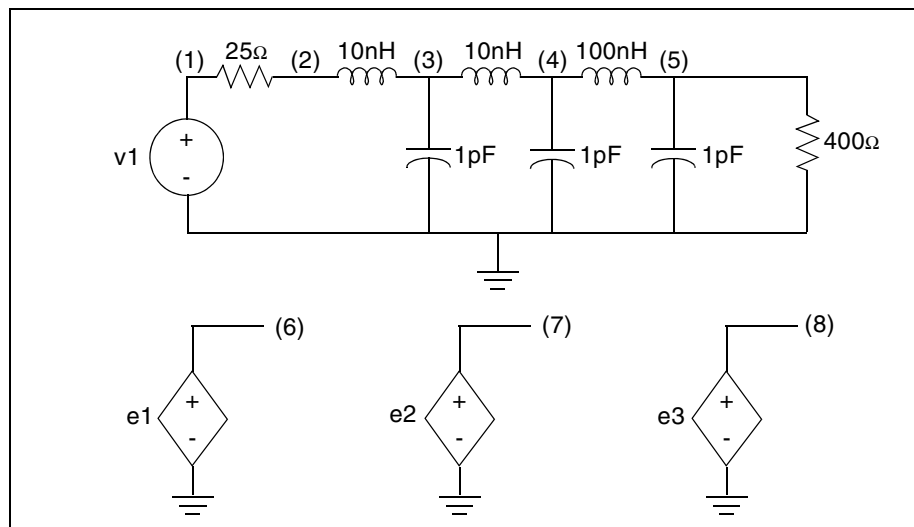 (1) 25Ω (2) 10nH (3) 10nH (4) 100nH (5)
+
v1 1pF 1pF 1pF 400Ω
-
(6) (7) (8)
+ + +
e1 e2 e3
- - -